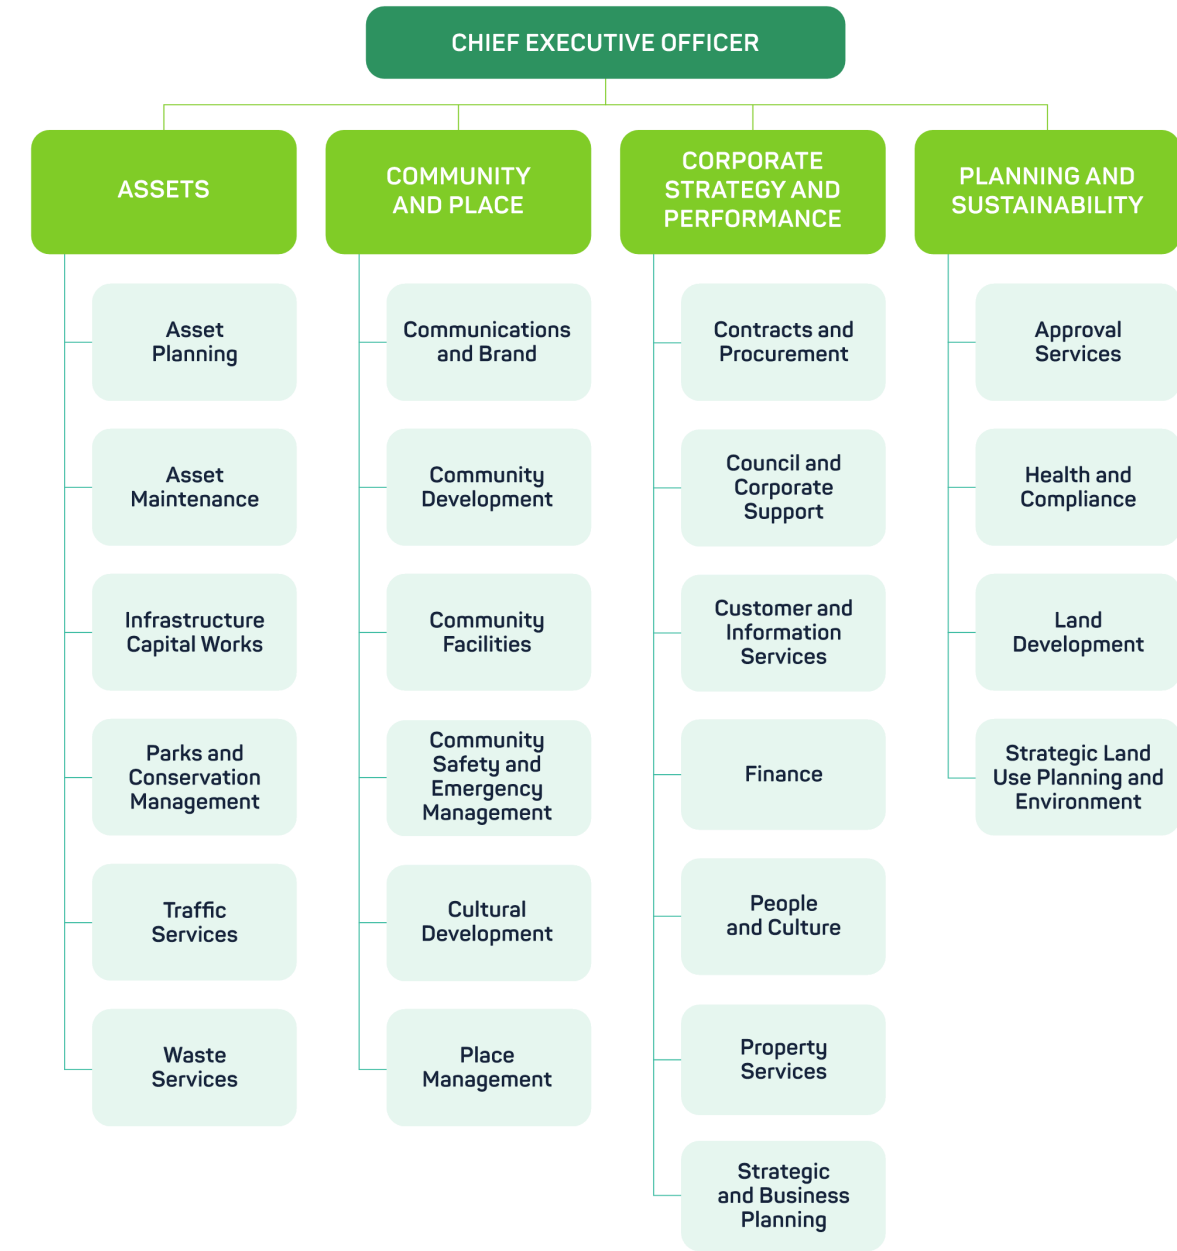 CHIEF EXECUTIVE OFFICER
ASSETS
Asset
Planning
Asset
Maintenance
Infrastructure
Capital Works
Parks and
Conservation
Management
Traffic
Services
Waste
Services
COMMUNITY
AND PLACE
Communications
and Brand
Community
Development
Community
Facilities
Community
Safety and
Emergency
Management
Cultural
Development
Place
Management
CORPORATE
STRATEGY AND
PERFORMANCE
Contracts and
Procurement
Council and
Corporate
Support
Customer and
Information
Services
Finance
People
and Culture
Property
Services
Strategic
and Business
Planning
PLANNING AND
SUSTAINABILITY
Approval
Services
Health and
Compliance
Land
Development
Strategic Land
Use Planning and
Environment